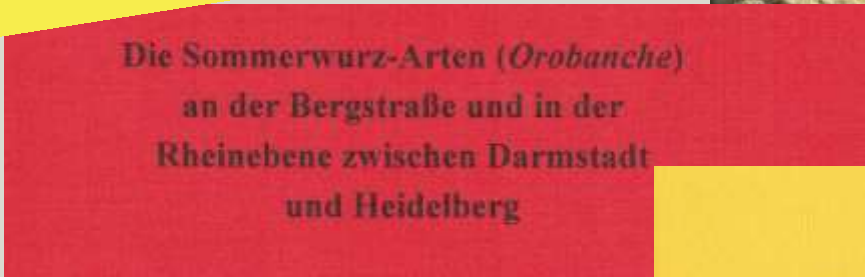 Die Sommerwurz-Arten (Orobanche)
an der Bergstraße und in der
Rheinebene zwischen Darmstadt
und Heidelberg